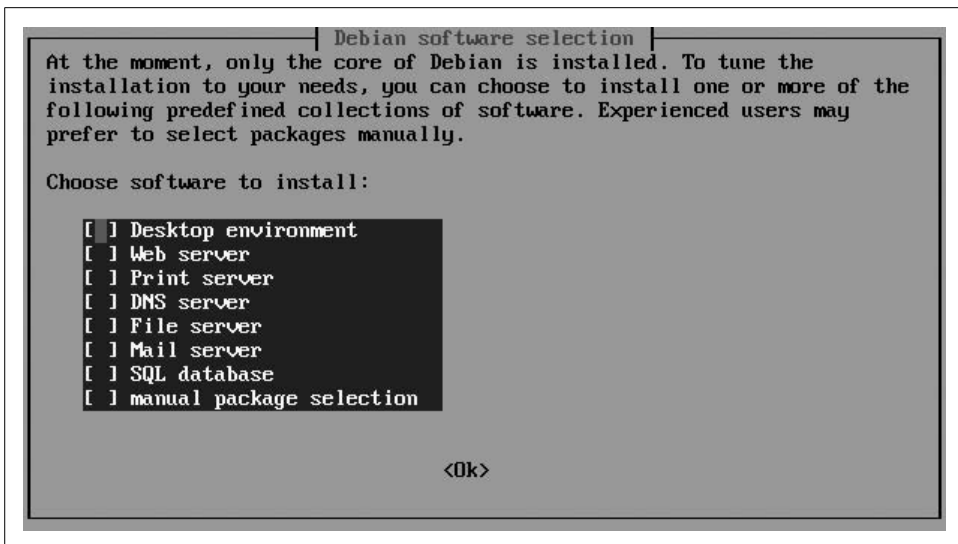 Debian software selection
At the moment, only the core of Debian is installed. To tune the
installation to your needs, you can choose to install one or more of the
following predefined collections of software. Experienced users may
prefer to select packages manually.
Choose software to install:
[ ] Desktop environment
[ ] Web server
[ ] Print server
[ ] DNS server
[ ] File server
[ ] Mail server
[ ] SQL database
[ ] manual package selection
<Ok>